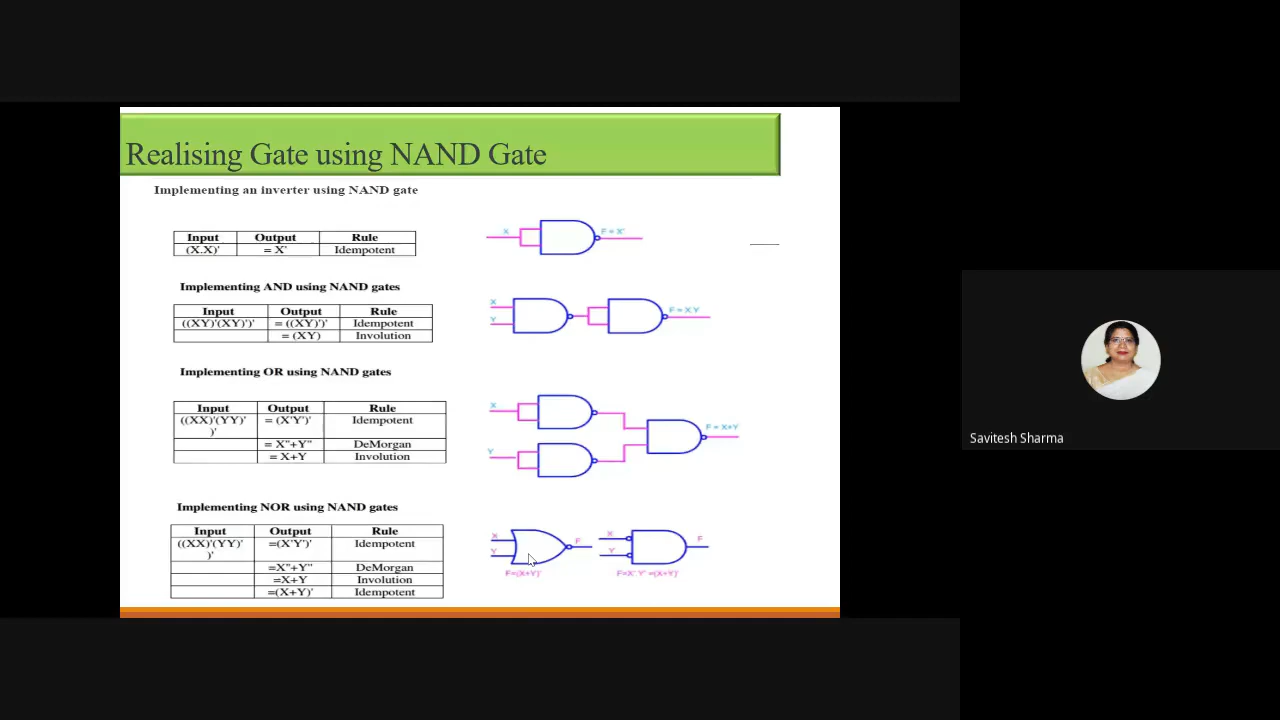 Realising Gate using NAND Gate
Implementing an inverter using NAND gate
Input Output Rule
(X.X)' = X' Idempotent
X F = X'
Implementing AND using NAND gates
Input Output Rule
((XY)'(XY)')' = ((XY)')' Idempotent
= (XY) Involution
X
Y
F = XY
Implementing OR using NAND gates
Input Output Rule
((XX)'(YY)' = (X'Y')' Idempotent
)'
= X''+Y'' DeMorgan
= X+Y Involution
X
Y
F = X+Y
Implementing NOR using NAND gates
Input Output Rule
((XX)'(YY)' =(X'Y')' Idempotent
)'
=X''+Y'' DeMorgan
=X+Y Involution
=(X+Y)' Idempotent
X
Y
F
F=(X+Y)'
X
Y
F
F=X' Y' =(X+Y)'
Savitesh Sharma